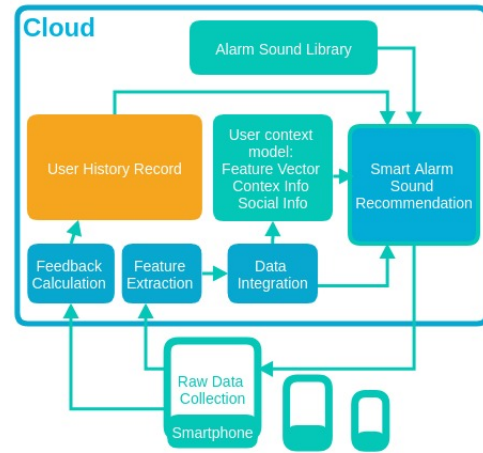 Cloud
Alarm Sound Library
User History Record
User context
model:
Feature Vector
Contex Info
Social Info
Smart Alarm
Sound
Recommendation
Feedback
Calculation
Feature
Extraction
Data
Integration
Raw Data
Collection
Smartphone